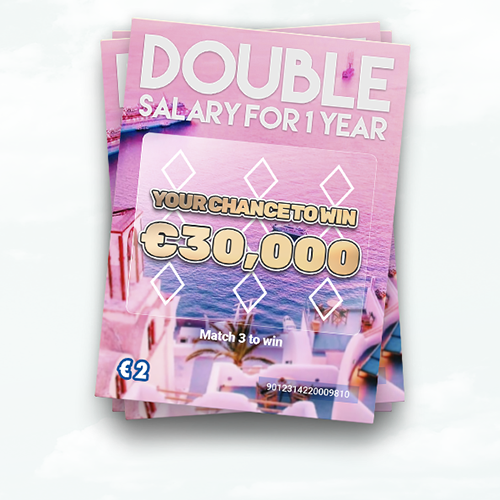 DOUBLE
SALARY FOR 1 YEAR
YOUR CHANCE TO WIN
€30,000
Match 3 to win
€2
9012314220009810